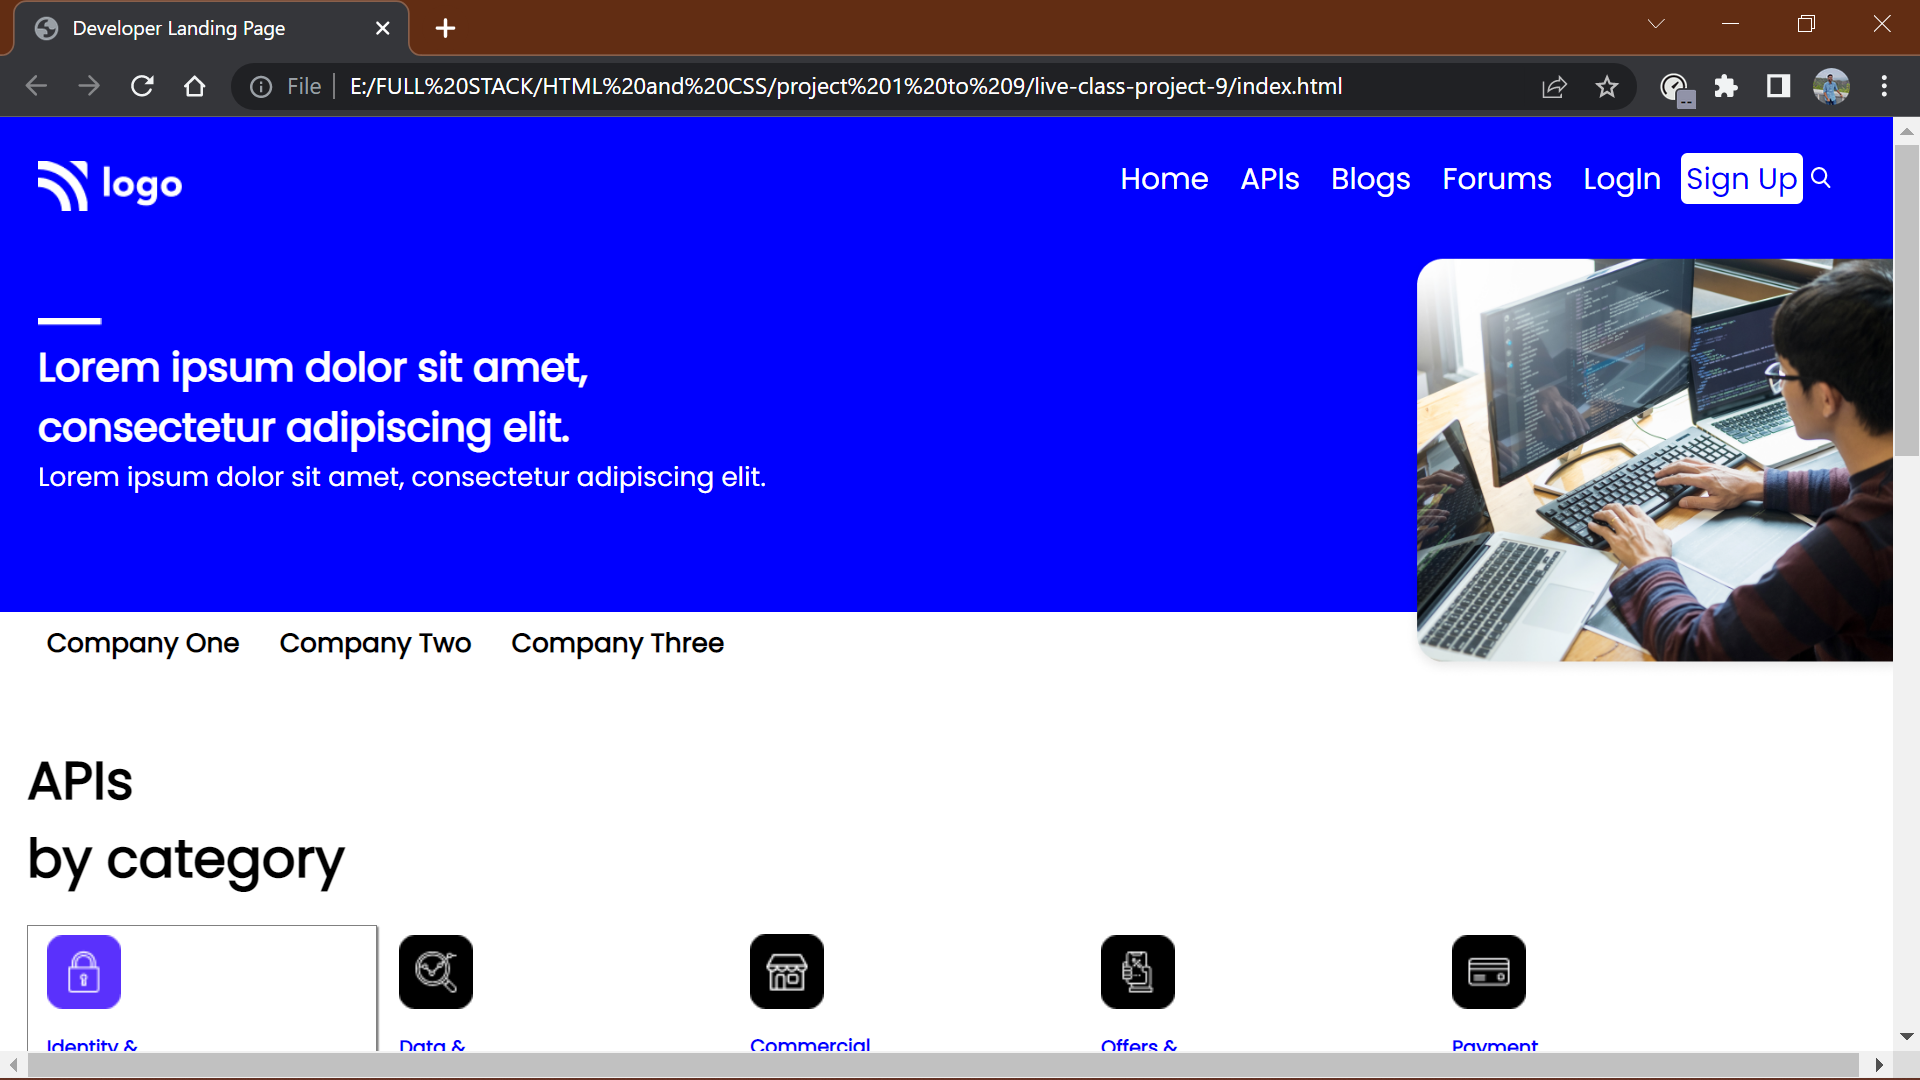 Developer Landing Page
File
E:/FULL%20STACK/HTML%20and%20CSS/project%201%20to%209/live-class-project-9/index.html
logo
Home APIs Blogs Forums LogIn Sign Up
Lorem ipsum dolor sit amet,
consectetur adipiscing elit.
Lorem ipsum dolor sit amet, consectetur adipiscing elit.
Company One Company Two Company Three
APIs
by category
Identity & Data & Commercial Offers & Payment